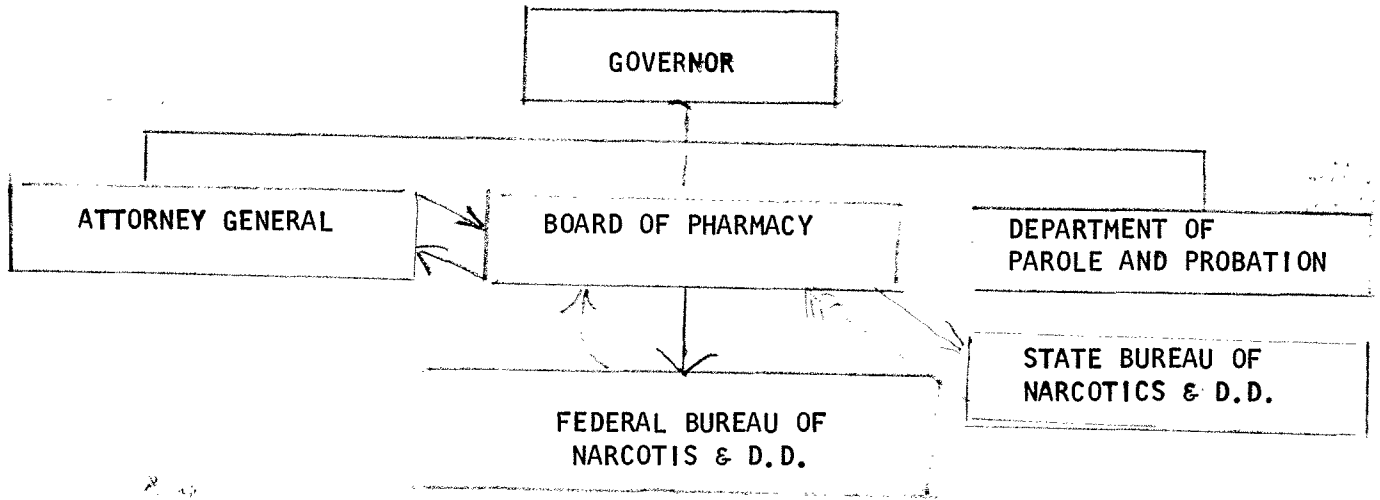 GOVERNOR
ATTORNEY GENERAL
BOARD OF PHARMACY
DEPARTMENT OF
PAROLE AND PROBATION
STATE BUREAU OF
NARCOTICS & D.D.
FEDERAL BUREAU OF
NARCOTIS & D.D.